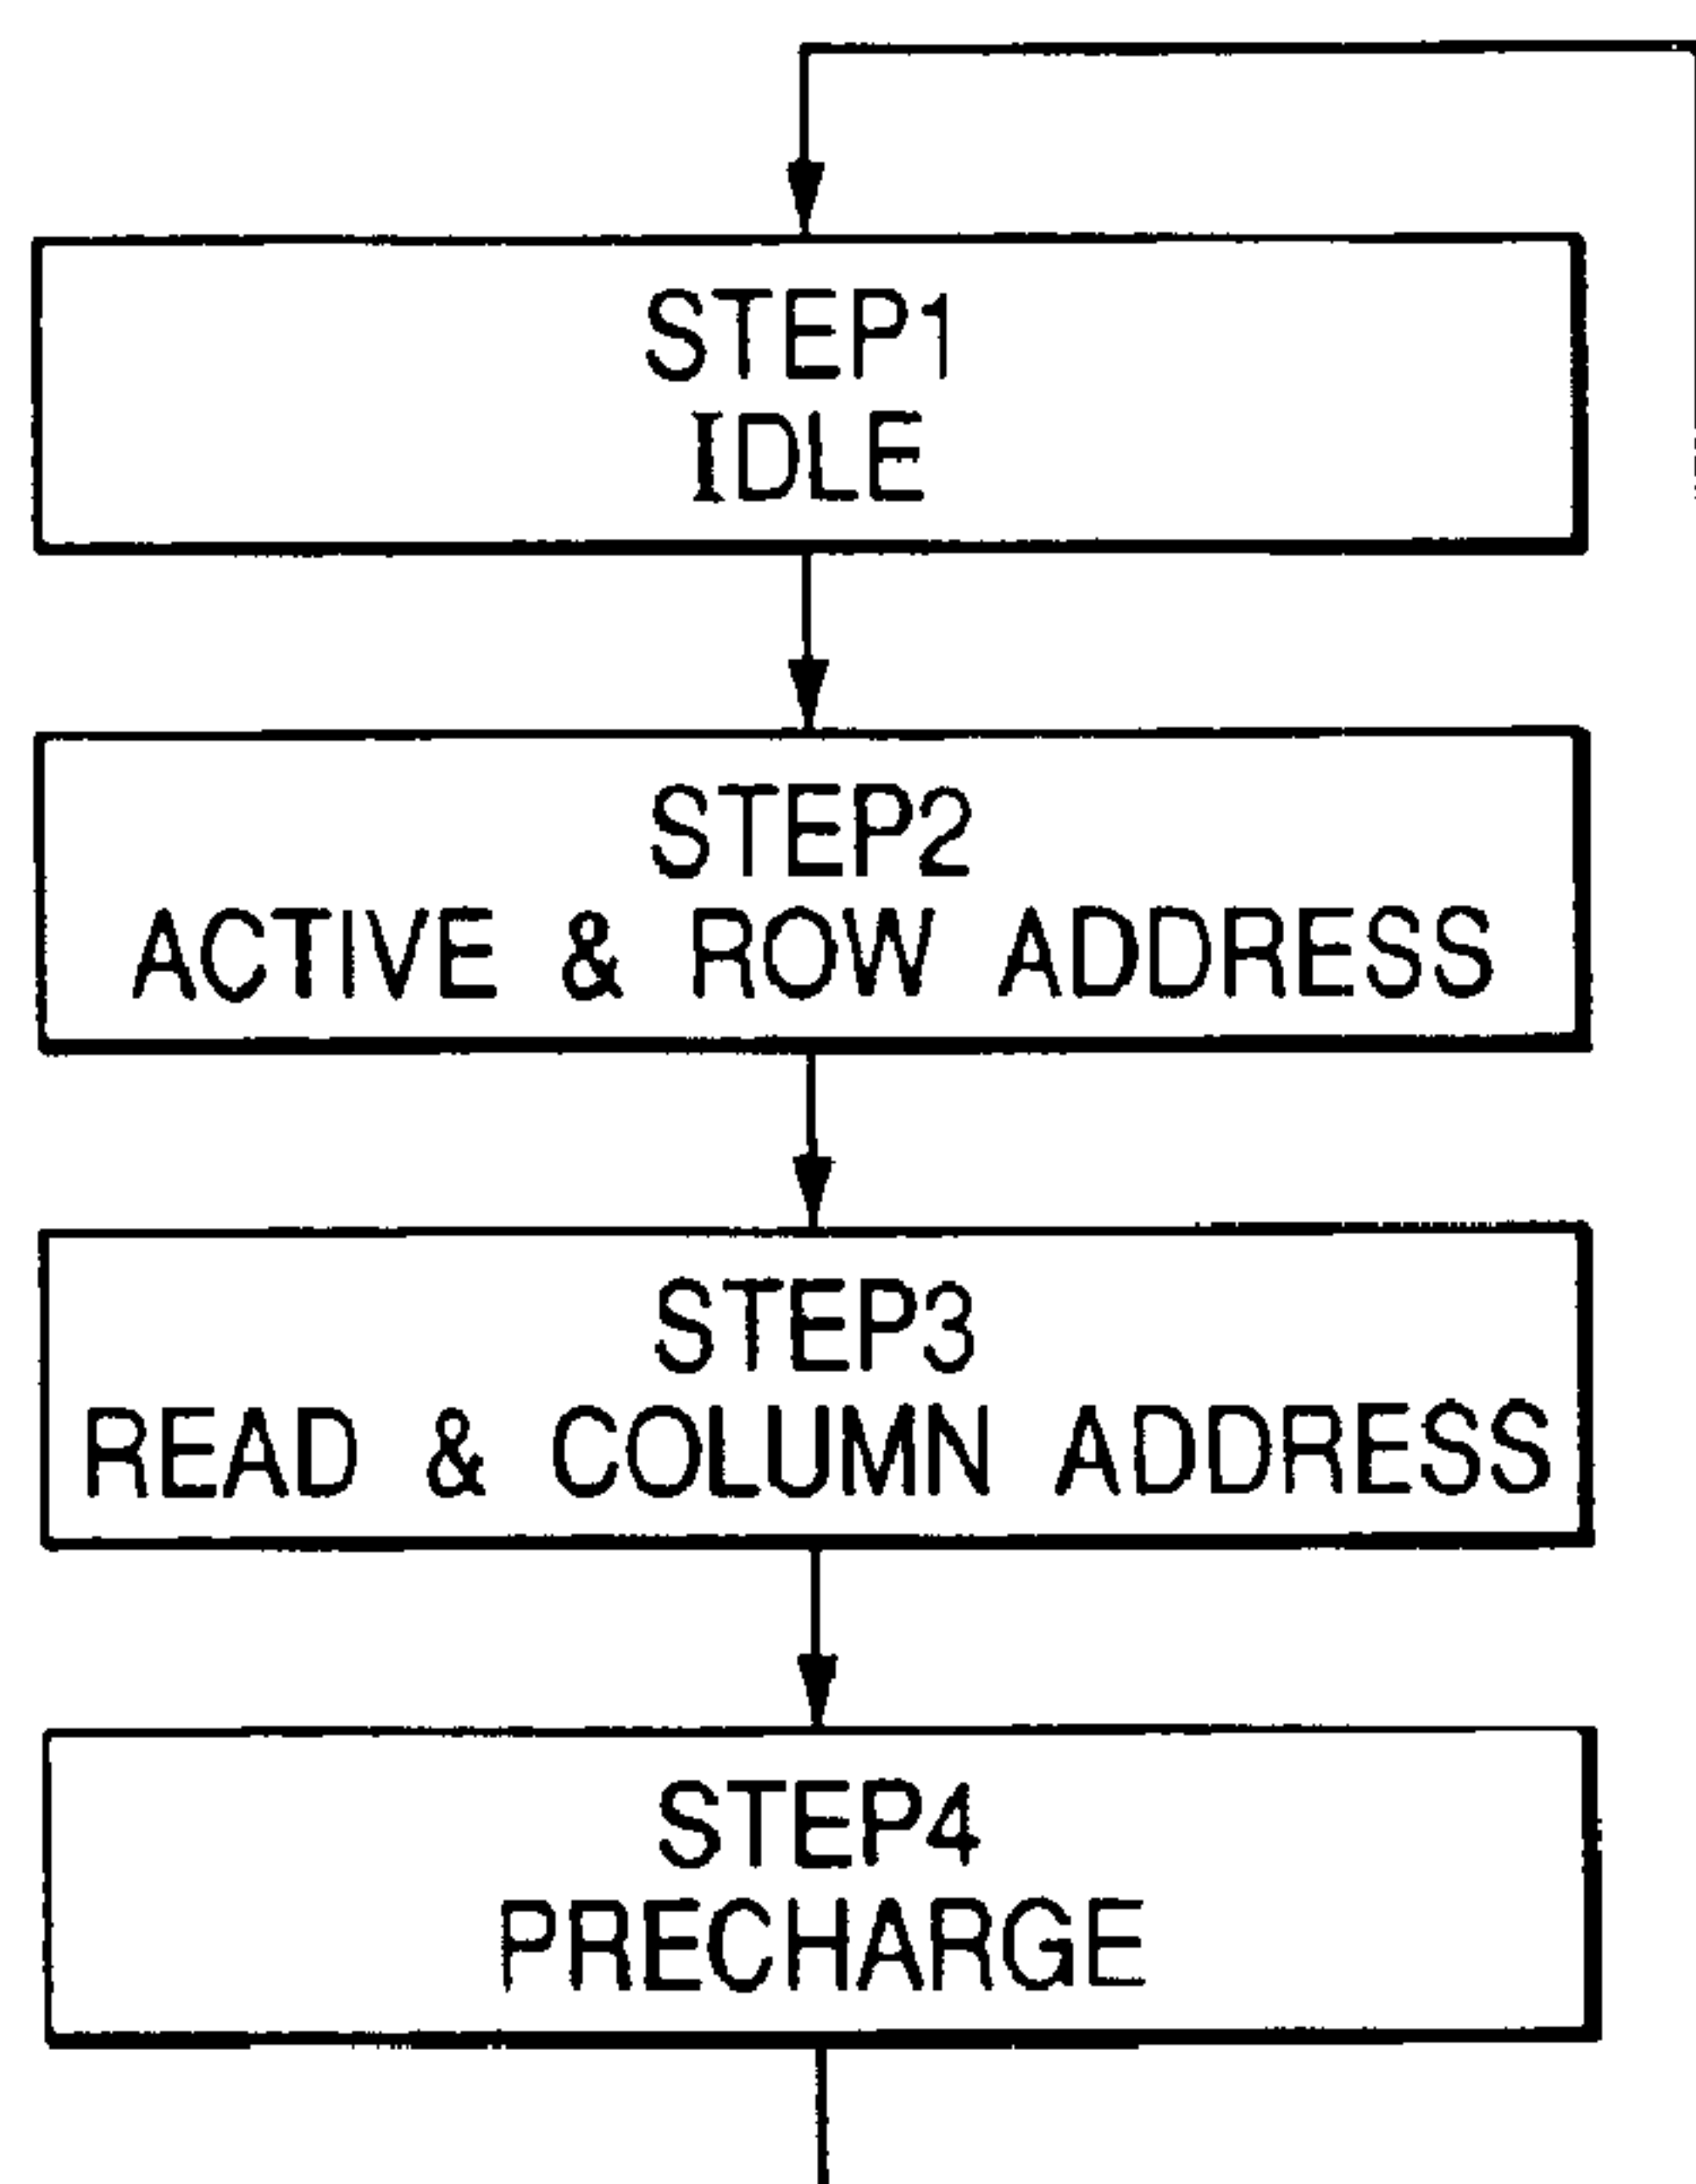 STEP1
IDLE
STEP2
ACTIVE & ROW ADDRESS
STEP3
READ & COLUMN ADDRESS
STEP4
PRECHARGE